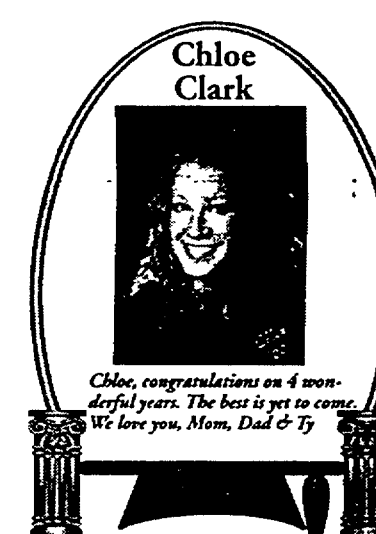 Chloe
Clark
Chloe, congratulations on 4 won-
derful years. The best is yet to come.
We love you, Mom, Dad & Ty